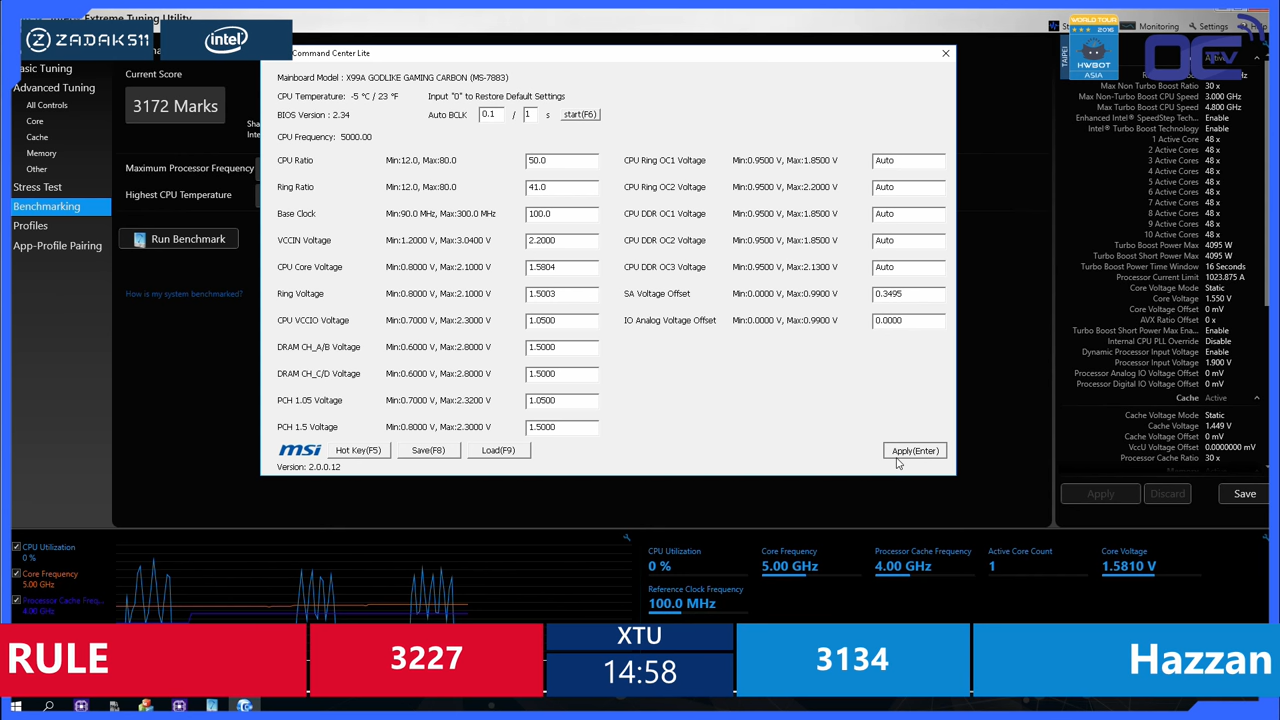 Extreme Tuning Utility
ZADAK511
intel
Monitoring
Settings
WORLD TOUR
2016
TAIPEI
HWBOT
ASIA
OCTV
Basic Tuning
Advanced Tuning
All Controls
Core
Cache
Memory
Other
Stress Test
Benchmarking
Profiles
App-Profile Pairing
Current Score
3172 Marks
Sha
Inte
Maximum Processor Frequency
Highest CPU Temperature
Run Benchmark
How is my system benchmarked?
Command Center Lite
Mainboard Model : X99A GODLIKE GAMING CARBON (MS-7883)
CPU Temperature: -5 °C / 23 °F Input "0" to Restore Default Settings
BIOS Version : 2.34 Auto BCLK 0.1 / 1 s start(F6)
CPU Frequency: 5000.00
CPU Ratio Min:12.0, Max:80.0 50.0 CPU Ring OC1 Voltage Min:0.9500 V, Max:1.8500 V Auto
Ring Ratio Min:12.0, Max:80.0 41.0 CPU Ring OC2 Voltage Min:0.9500 V, Max:2.2000 V Auto
Base Clock Min:90.0 MHz, Max:300.0 MHz 100.0 CPU DDR OC1 Voltage Min:0.9500 V, Max:1.8500 V Auto
VCCIN Voltage Min:1.2000 V, Max:3.0400 V 2.2000 CPU DDR OC2 Voltage Min:0.9500 V, Max:1.8500 V Auto
CPU Core Voltage Min:0.8000 V, Max:2.1000 V 1.5804 CPU DDR OC3 Voltage Min:0.9500 V, Max:2.1300 V Auto
Ring Voltage Min:0.8000 V, Max:2.1000 V 1.5003 SA Voltage Offset Min:0.0000 V, Max:0.9900 V 0.3495
CPU VCCIO Voltage Min:0.7000 V, Max:2.3000 V 1.0500 IO Analog Voltage Offset Min:0.0000 V, Max:0.9900 V 0.0000
DRAM CH_A/B Voltage Min:0.6000 V, Max:2.8000 V 1.5000
DRAM CH_C/D Voltage Min:0.6000 V, Max:2.8000 V 1.5000
PCH 1.05 Voltage Min:0.7000 V, Max:2.3200 V 1.0500
PCH 1.5 Voltage Min:0.8000 V, Max:2.3000 V 1.5000
msi Hot Key(F5) Save(F8) Load(F9) Apply(Enter)
Version: 2.0.0.12
Max Non Turbo Boost Ratio 30 x
Max Non-Turbo Boost CPU Speed 3.000 GHz
Max Turbo Boost CPU Speed 4.800 GHz
Enhanced Intel® SpeedStep Tech... Enable
Intel® Turbo Boost Technology Enable
1 Active Core 48 x
2 Active Cores 48 x
3 Active Cores 48 x
4 Active Cores 48 x
5 Active Cores 48 x
6 Active Cores 48 x
7 Active Cores 48 x
8 Active Cores 48 x
9 Active Cores 48 x
10 Active Cores 48 x
Turbo Boost Power Max 4095 W
Turbo Boost Short Power Max 4095 W
Turbo Boost Power Time Window 16 Seconds
Processor Current Limit 1023.875 A
Core Voltage Mode Static
Core Voltage 1.550 V
Core Voltage Offset 0 mV
AVX Ratio Offset 0 x
Turbo Boost Short Power Max Ena... Enable
Internal CPU PLL Override Disable
Dynamic Processor Input Voltage Enable
Processor Input Voltage 1.900 V
Processor Analog IO Voltage Offset 0 mV
Processor Digital IO Voltage Offset 0 mV
Cache Active
Cache Voltage Mode Static
Cache Voltage 1.449 V
Cache Voltage Offset 0 mV
VccU Voltage Offset 0.0000000 mV
Processor Cache Ratio 30 x
Apply Discard Save
CPU Utilization
0 %
Core Frequency
5.00 GHz
Processor Cache Freq...
4.00 GHz
CPU Utilization
0 %
Core Frequency
5.00 GHz
Processor Cache Frequency
4.00 GHz
Active Core Count
1
Core Voltage
1.5810 V
Reference Clock Frequency
100.0 MHz
RULE
3227
XTU
14:58
3134
Hazzan